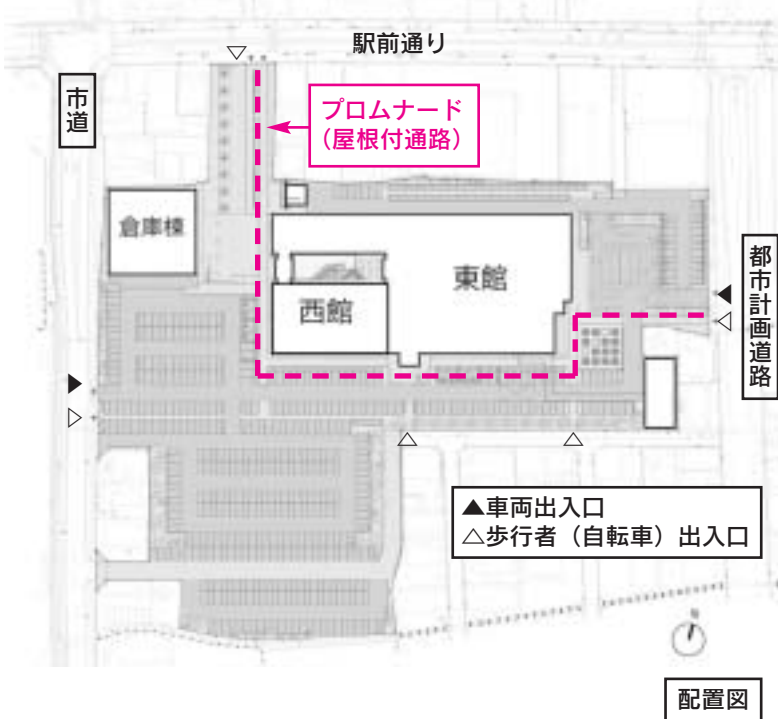 駅前通り
市道
プロムナード
(屋根付通路)
倉庫棟
東館
西館
都市計画道路
▲車両出入口
△歩行者(自転車)出入口
N
配置図